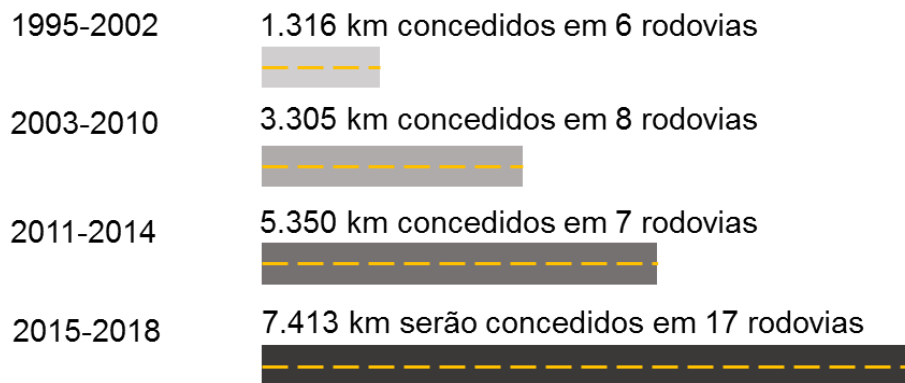 1995-2002 1.316 km concedidos em 6 rodovias
2003-2010 3.305 km concedidos em 8 rodovias
2011-2014 5.350 km concedidos em 7 rodovias
2015-2018 7.413 km serão concedidos em 17 rodovias